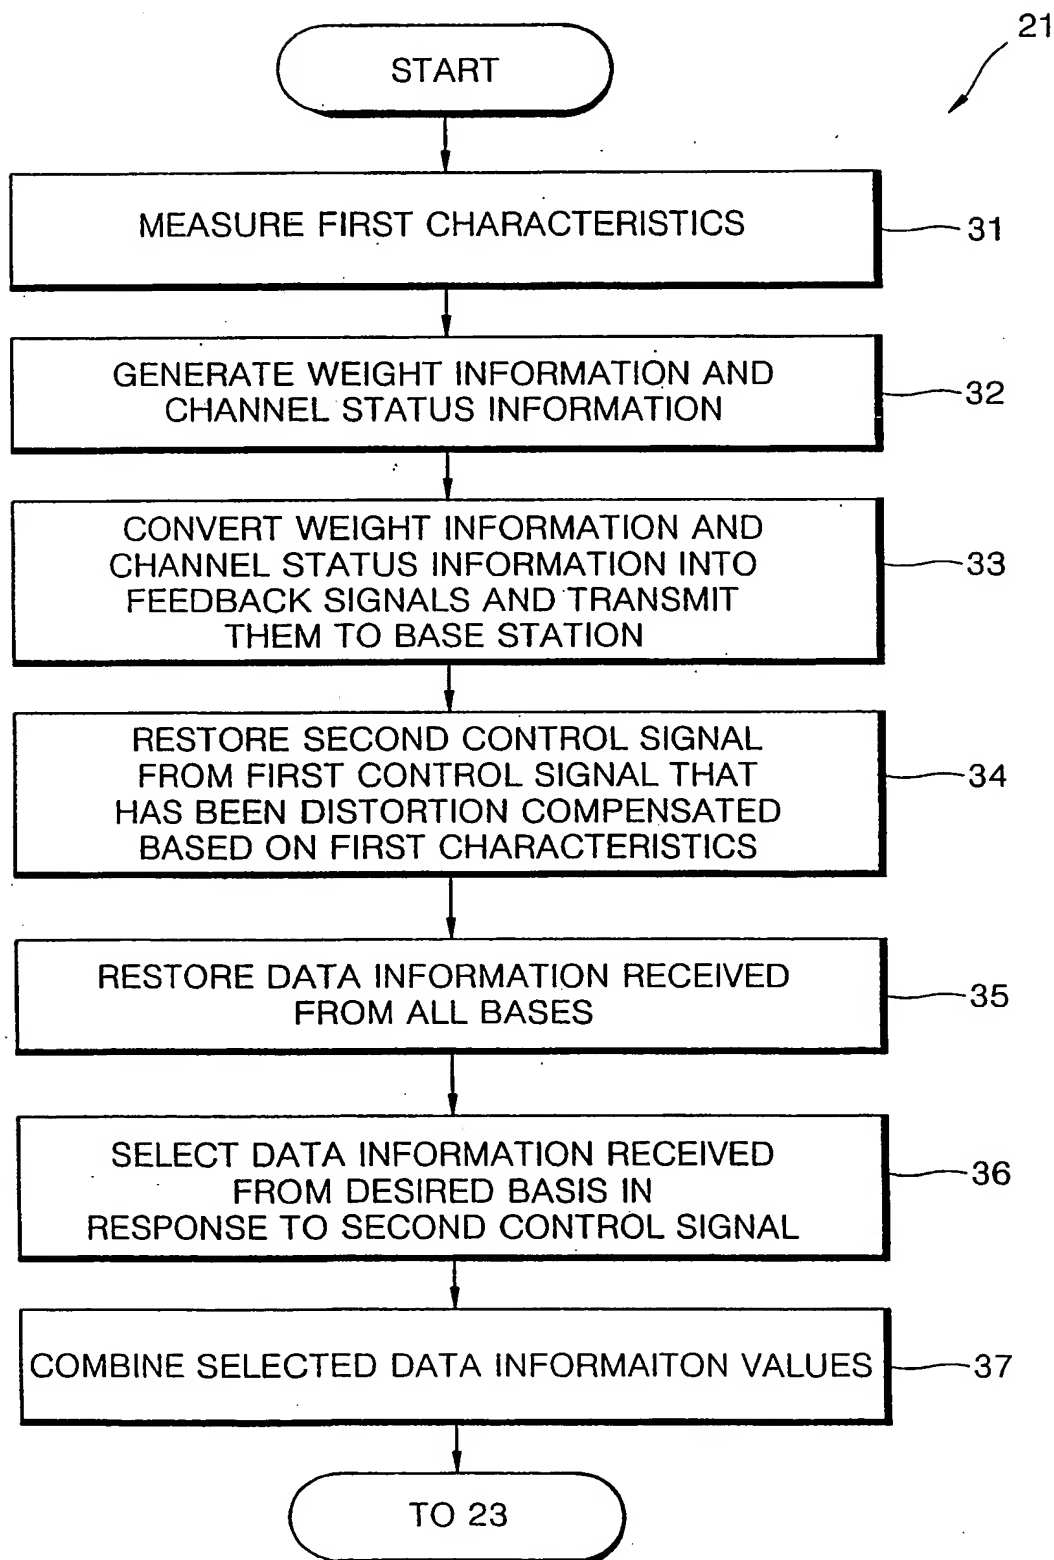 21
START
MEASURE FIRST CHARACTERISTICS
31
GENERATE WEIGHT INFORMATION AND
CHANNEL STATUS INFORMATION
32
CONVERT WEIGHT INFORMATION AND
CHANNEL STATUS INFORMATION INTO
FEEDBACK SIGNALS AND TRANSMIT
THEM TO BASE STATION
33
RESTORE SECOND CONTROL SIGNAL
FROM FIRST CONTROL SIGNAL THAT
HAS BEEN DISTORTION COMPENSATED
BASED ON FIRST CHARACTERISTICS
34
RESTORE DATA INFORMATION RECEIVED
FROM ALL BASES
35
SELECT DATA INFORMATION RECEIVED
FROM DESIRED BASIS IN
RESPONSE TO SECOND CONTROL SIGNAL
36
COMBINE SELECTED DATA INFORMAITON VALUES
37
TO 23